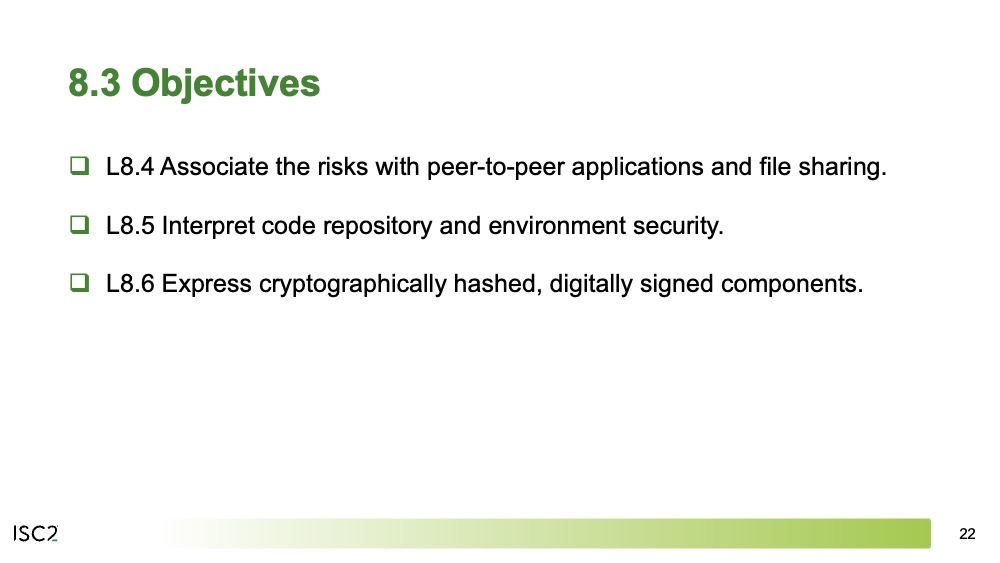 8.3 Objectives
L8.4 Associate the risks with peer-to-peer applications and file sharing.
L8.5 Interpret code repository and environment security.
L8.6 Express cryptographically hashed, digitally signed components.
ISC2
22